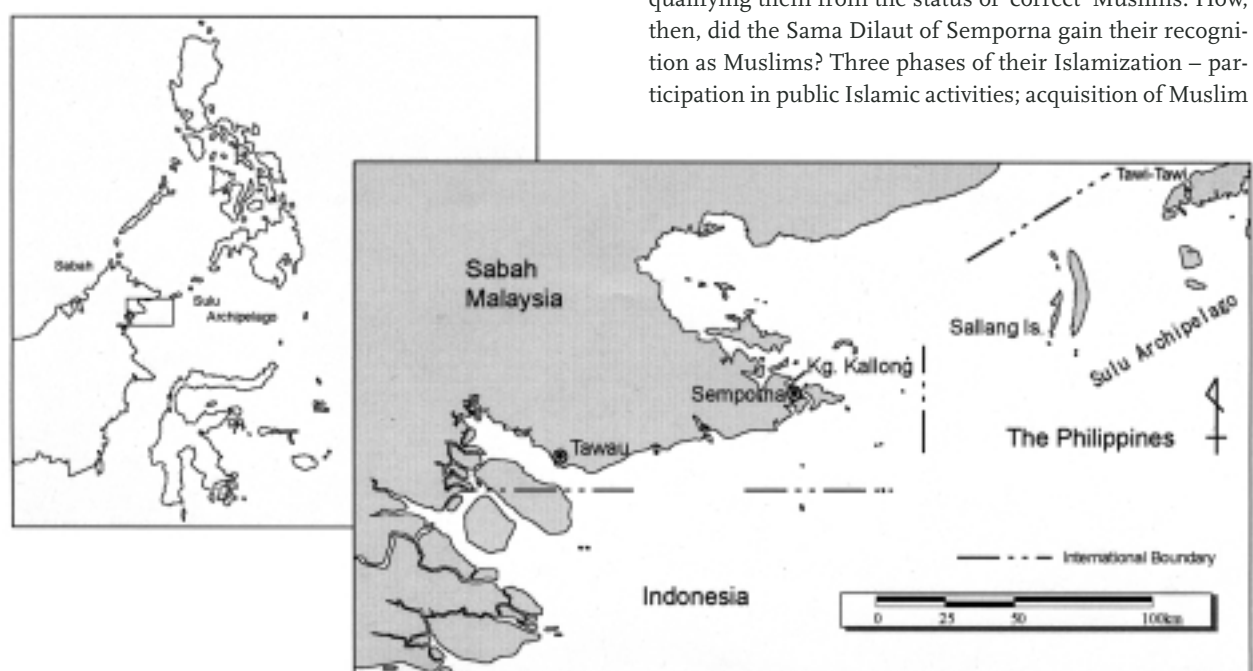 qualifying them from the status of ‘correct’ Muslims. How,
then, did the Sama Dilaut of Semporna gain their recogni-
tion as Muslims? Three phases of their Islamization – par-
ticipation in public Islamic activities; acquisition of Muslim
Sabah
Sulu
Archipelago
Tawi-Tawi
Sabah
Malaysia
Sallang Is.
Sulu Archipelago
Kg. Kallong
Semporna
The Philippines
Tawau
International Boundary
Indonesia
0 25 50 100km